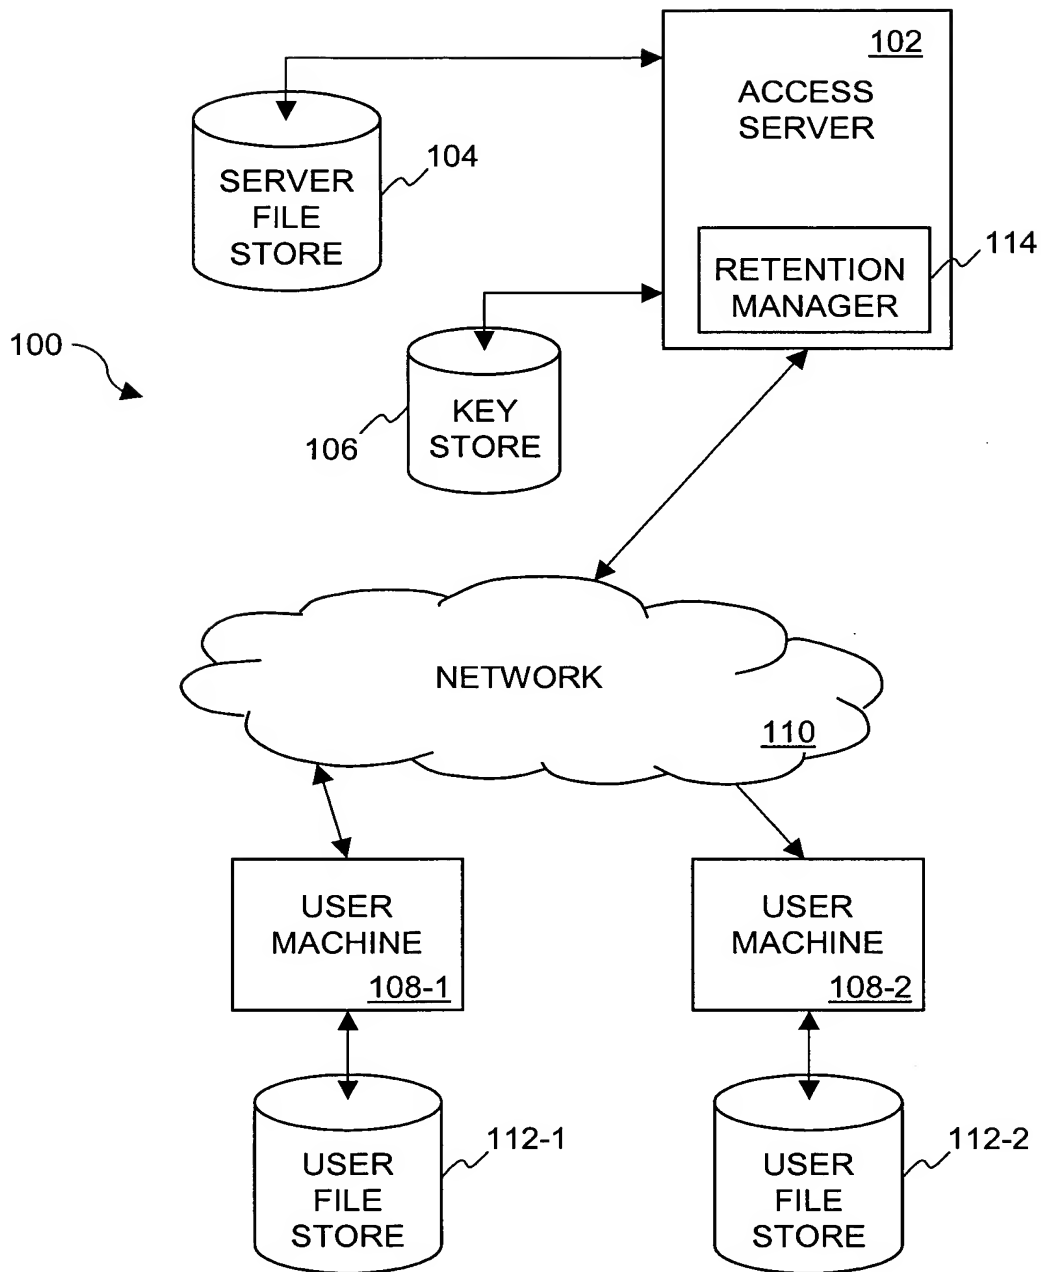 102
ACCESS
SERVER
104
SERVER
FILE
STORE
114
RETENTION
MANAGER
100
KEY
STORE
106
NETWORK
110
USER
MACHINE
108-1
USER
MACHINE
108-2
112-1
USER
FILE
STORE
112-2
USER
FILE
STORE